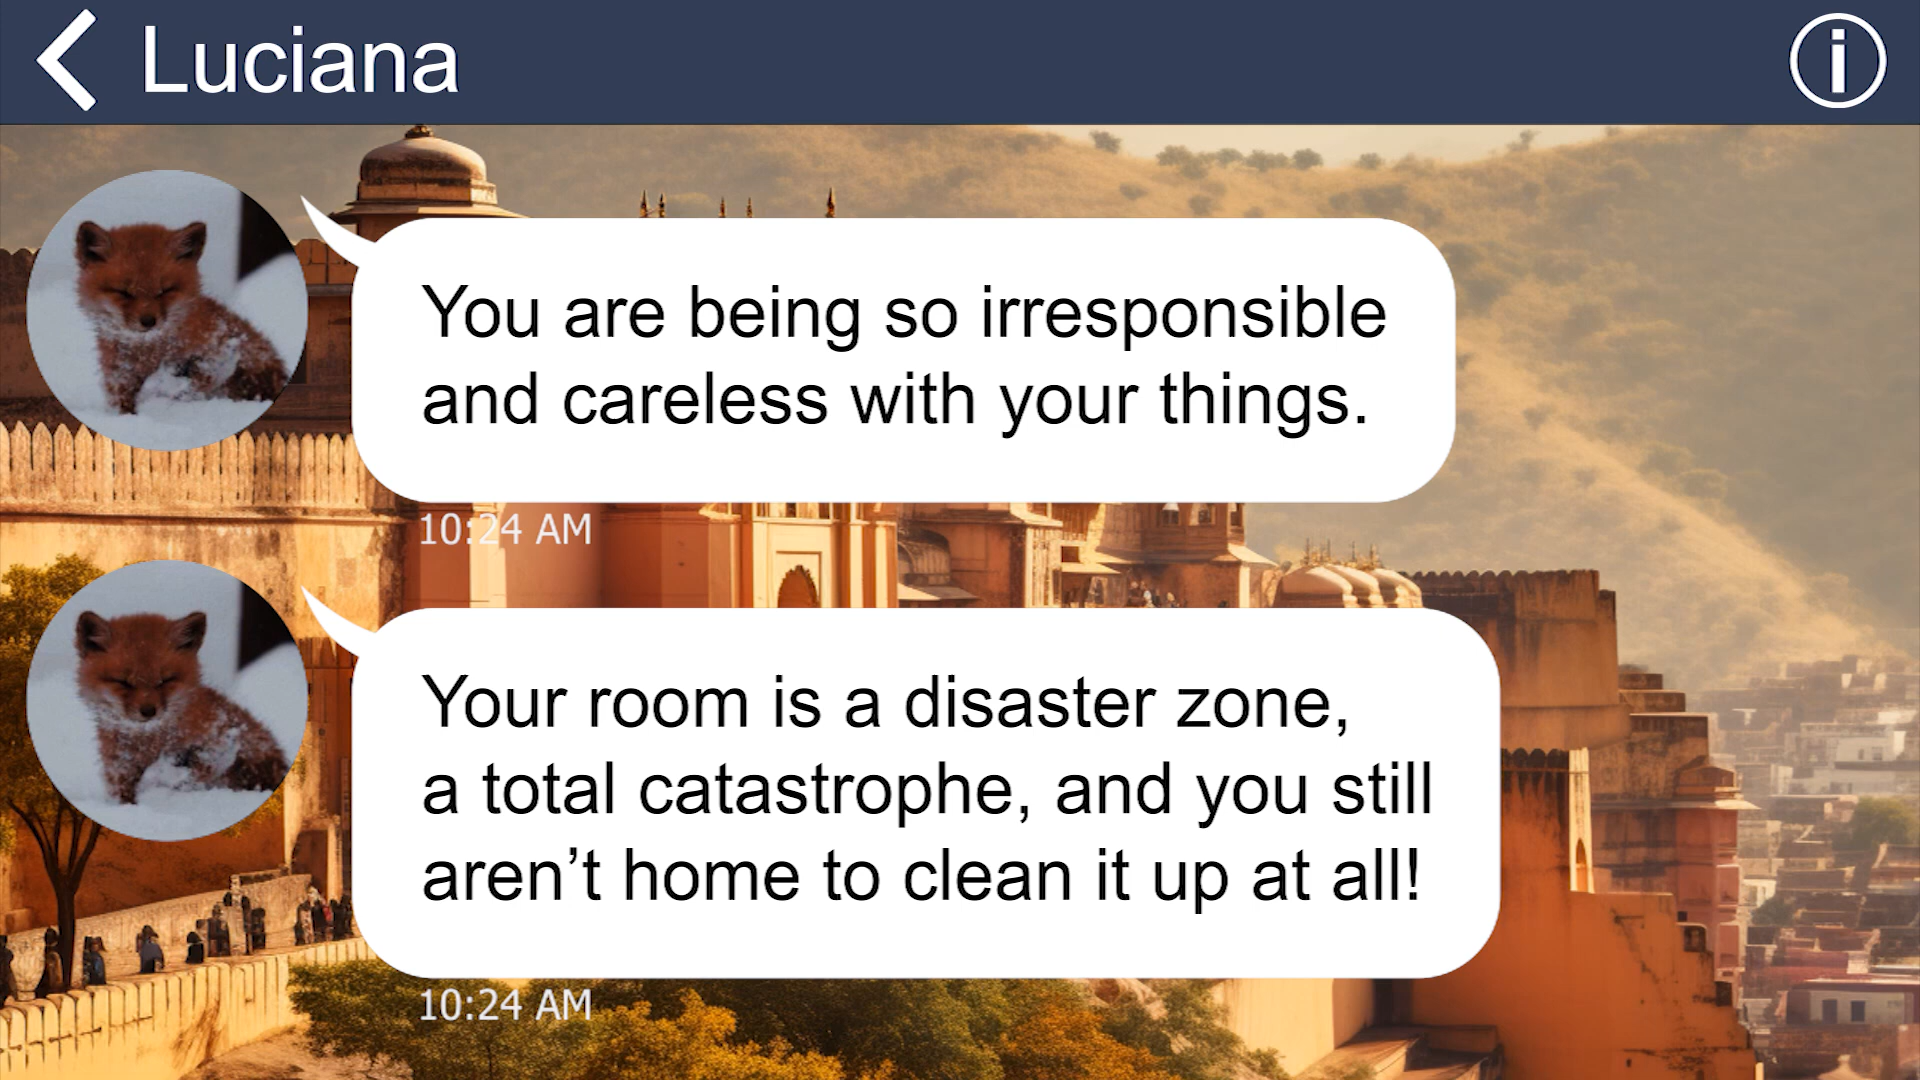 Luciana
You are being so irresponsible
and careless with your things.
10:24 AM
Your room is a disaster zone,
a total catastrophe, and you still
aren’t home to clean it up at all!
10:24 AM